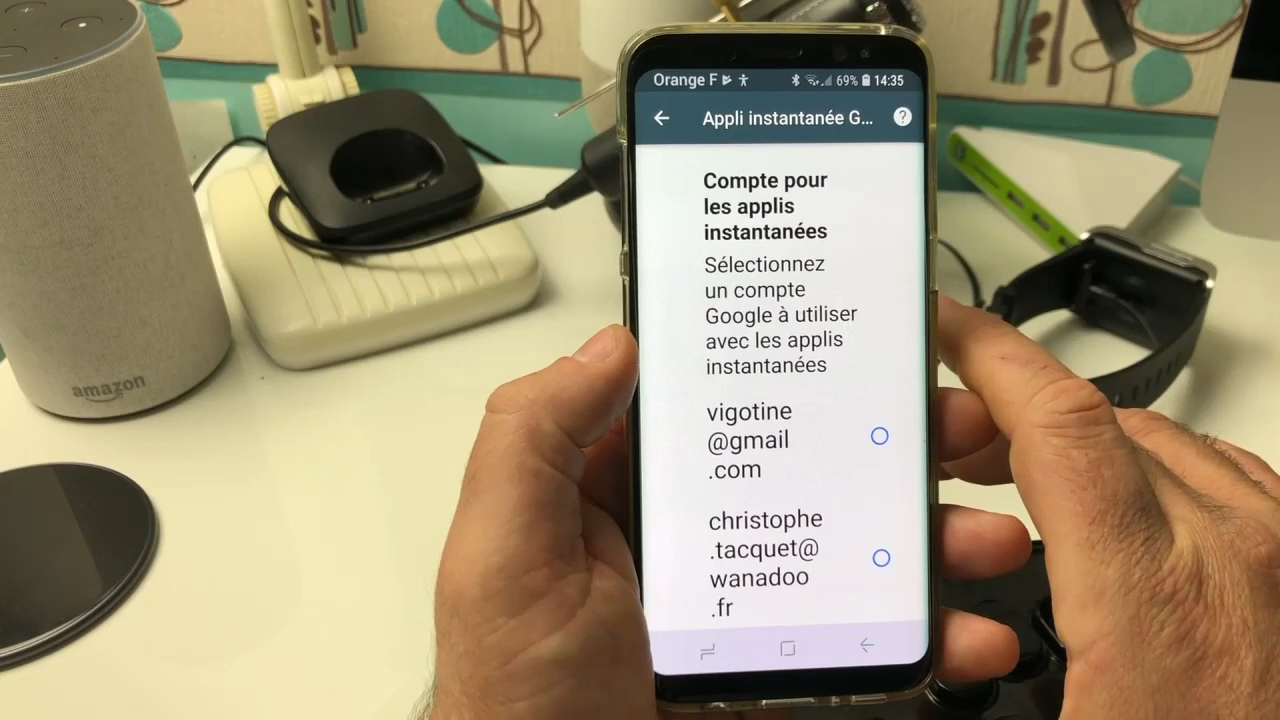 amazon
Orange F 69% 14:35
Appli instantanée G...
Compte pour
les applis
instantanées
Sélectionnez
un compte
Google à utiliser
avec les applis
instantanées
vigotine
@gmail
.com
christophe
.tacquet@
wanadoo
.fr